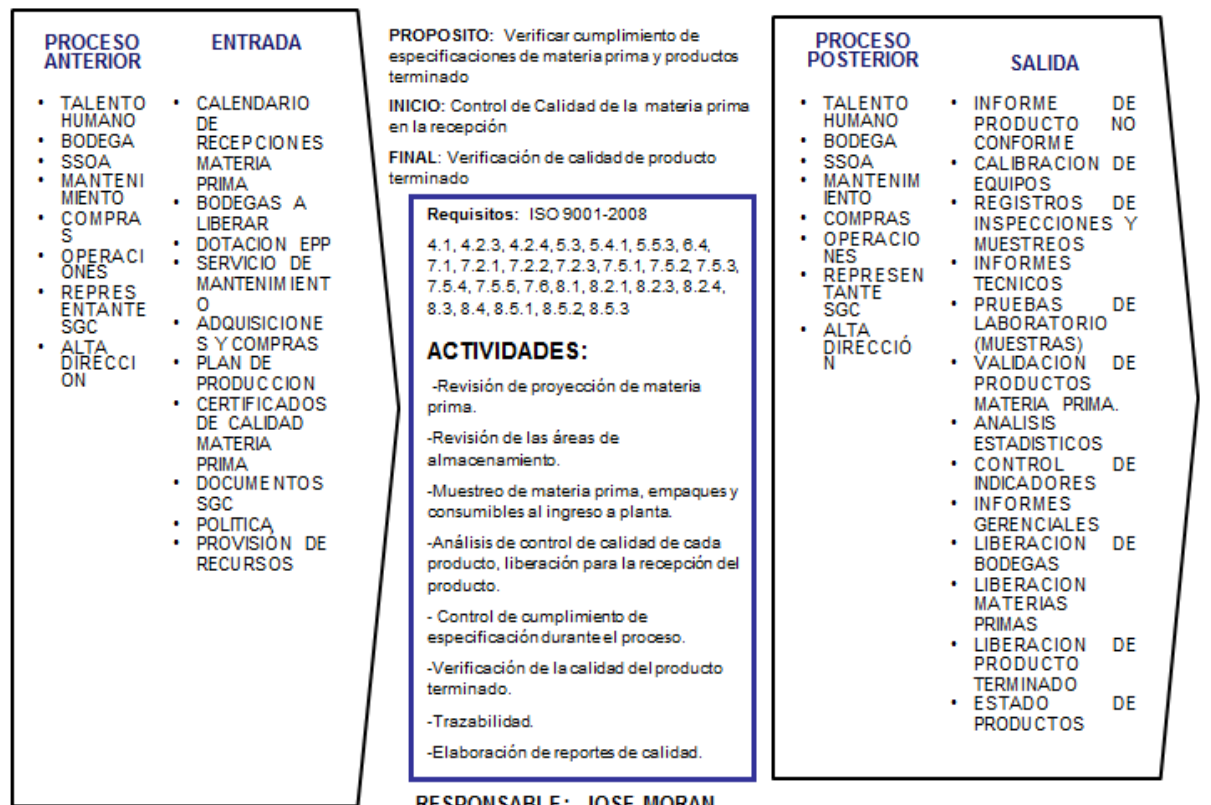 PROCESO
ANTERIOR
• TALENTO
HUMANO
• BODEGA
• SSOA
• MANTENI
MIENTO
• COMPRA
S
• OPERACI
ONES
• REPRES
ENTANTE
SGC
• ALTA
DIRECCI
ON
ENTRADA
• CALENDARIO
DE
RECEPCIONES
MATERIA
PRIMA
• BODEGAS A
LIBERAR
• DOTACION EPP
• SERVICIO DE
MANTENIMIENT
O
• ADQUISICIONE
S Y COMPRAS
• PLAN DE
PRODUCCION
• CERTIFICADOS
DE CALIDAD
MATERIA
PRIMA
• DOCUMENTOS
SGC
• POLITICA
• PROVISIÓN DE
RECURSOS
PROPOSITO: Verificar cumplimiento de
especificaciones de materia prima y productos
terminado
INICIO: Control de Calidad de la materia prima
en la recepción
FINAL: Verificación de calidad de producto
terminado
Requisitos: ISO 9001-2008
4.1, 4.2.3, 4.2.4, 5.3, 5.4.1, 5.5.3, 6.4,
7.1, 7.2.1, 7.2.2, 7.2.3, 7.5.1, 7.5.2, 7.5.3,
7.5.4, 7.5.5, 7.6, 8.1, 8.2.1, 8.2.3, 8.2.4,
8.3, 8.4, 8.5.1, 8.5.2, 8.5.3
ACTIVIDADES:
-Revisión de proyección de materia
prima.
-Revisión de las áreas de
almacenamiento.
-Muestreo de materia prima, empaques y
consumibles al ingreso a planta.
-Análisis de control de calidad de cada
producto, liberación para la recepción del
producto.
- Control de cumplimiento de
especificación durante el proceso.
-Verificación de la calidad del producto
terminado.
-Trazabilidad.
-Elaboración de reportes de calidad.
RESPONSABLE: JOSE MORAN
PROCESO
POSTERIOR
• TALENTO
HUMANO
• BODEGA
• SSOA
• MANTENIM
IENTO
• COMPRAS
• OPERACIO
NES
• REPRESEN
TANTE
SGC
• ALTA
DIRECCIÓ
N
SALIDA
• INFORME DE
PRODUCTO NO
CONFORME
• CALIBRACION DE
EQUIPOS
• REGISTROS DE
INSPECCIONES Y
MUESTREOS
• INFORMES
TECNICOS
• PRUEBAS DE
LABORATORIO
(MUESTRAS)
• VALIDACION DE
PRODUCTOS
MATERIA PRIMA.
• ANALISIS
ESTADISTICOS
• CONTROL DE
INDICADORES
• INFORMES
GERENCIALES
• LIBERACION DE
BODEGAS
• LIBERACION
MATERIAS
PRIMAS
• LIBERACION DE
PRODUCTO
TERMINADO
• ESTADO DE
PRODUCTOS